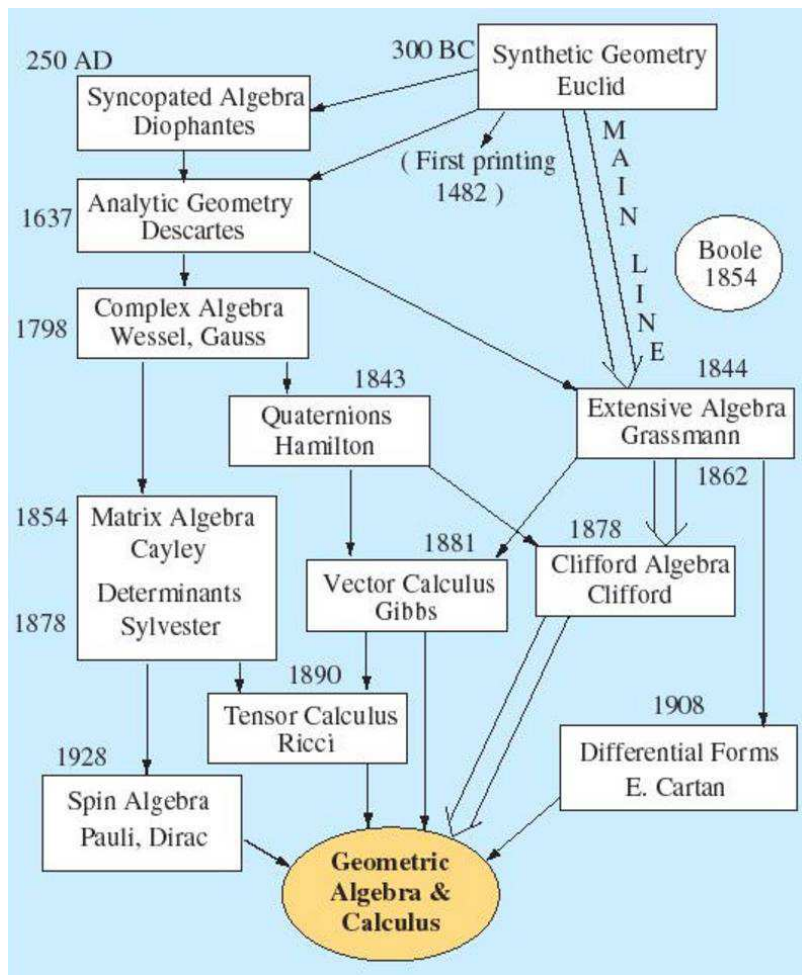 300 BC
Synthetic Geometry
Euclid
250 AD
Syncopated Algebra
Diophantes
( First printing
1482 )
MAIN LINE
1637
Analytic Geometry
Descartes
Boole
1854
1798
Complex Algebra
Wessel, Gauss
1843
Quaternions
Hamilton
1844
Extensive Algebra
Grassmann
1862
1854
Matrix Algebra
Cayley
Determinants
1878
Sylvester
1881
Vector Calculus
Gibbs
1878
Clifford Algebra
Clifford
1890
Tensor Calculus
Ricci
1908
Differential Forms
E. Cartan
1928
Spin Algebra
Pauli, Dirac
Geometric
Algebra &
Calculus